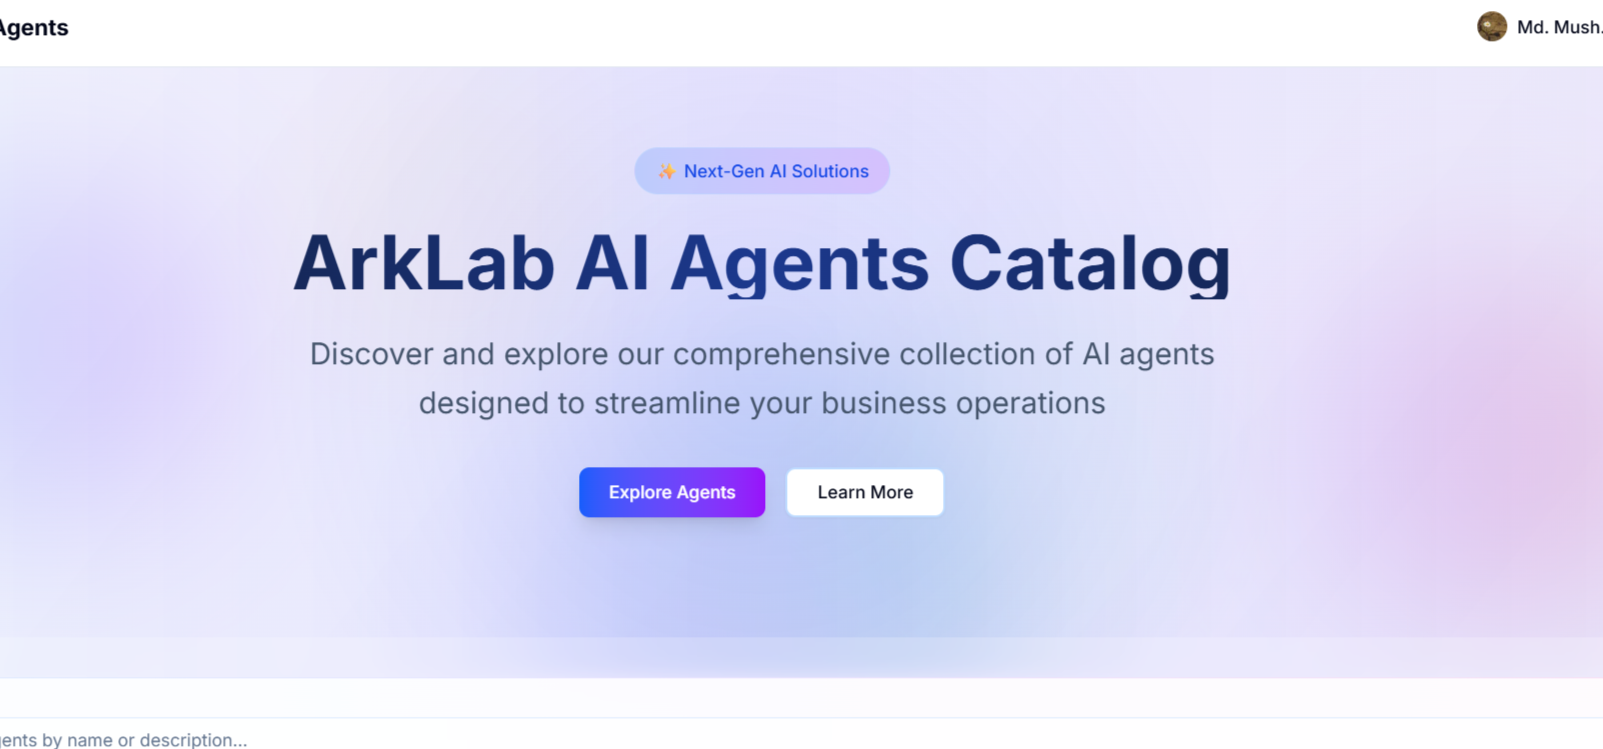 Agents
Md. Mush.
✨ Next-Gen AI Solutions
ArkLab AI Agents Catalog
Discover and explore our comprehensive collection of AI agents
designed to streamline your business operations
Explore Agents
Learn More
gents by name or description...